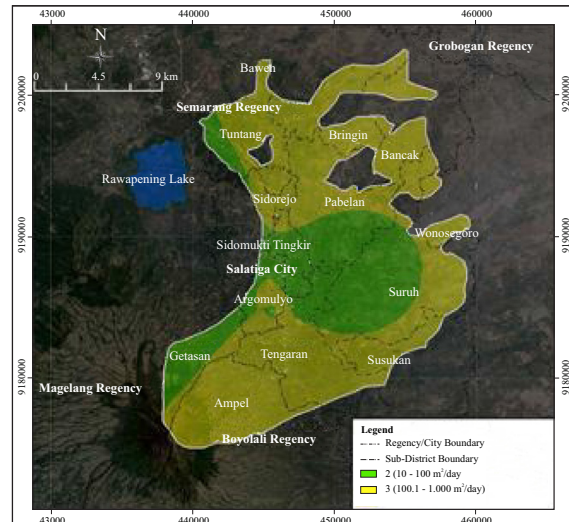 440000 450000 460000
N
0 4.5 9 km
Grobogan Regency
9200000 9200000
Baweh
Semarang Regency
Tuntang
Bringin
Bancak
Rawapening Lake
Sidorejo
Pabelan
Wonosegoro
9190000 9190000
Sidomukti Tingkir
Salatiga City
Argomulyo
Suruh
Getasan
Tengaran
Susukan
9180000 9180000
Magelang Regency
Ampel
Boyolali Regency
Legend
Regency/City Boundary
Sub-District Boundary
2 (10 - 100 m²/day
3 (100.1 - 1.000 m²/day)
43000 440000 450000 460000